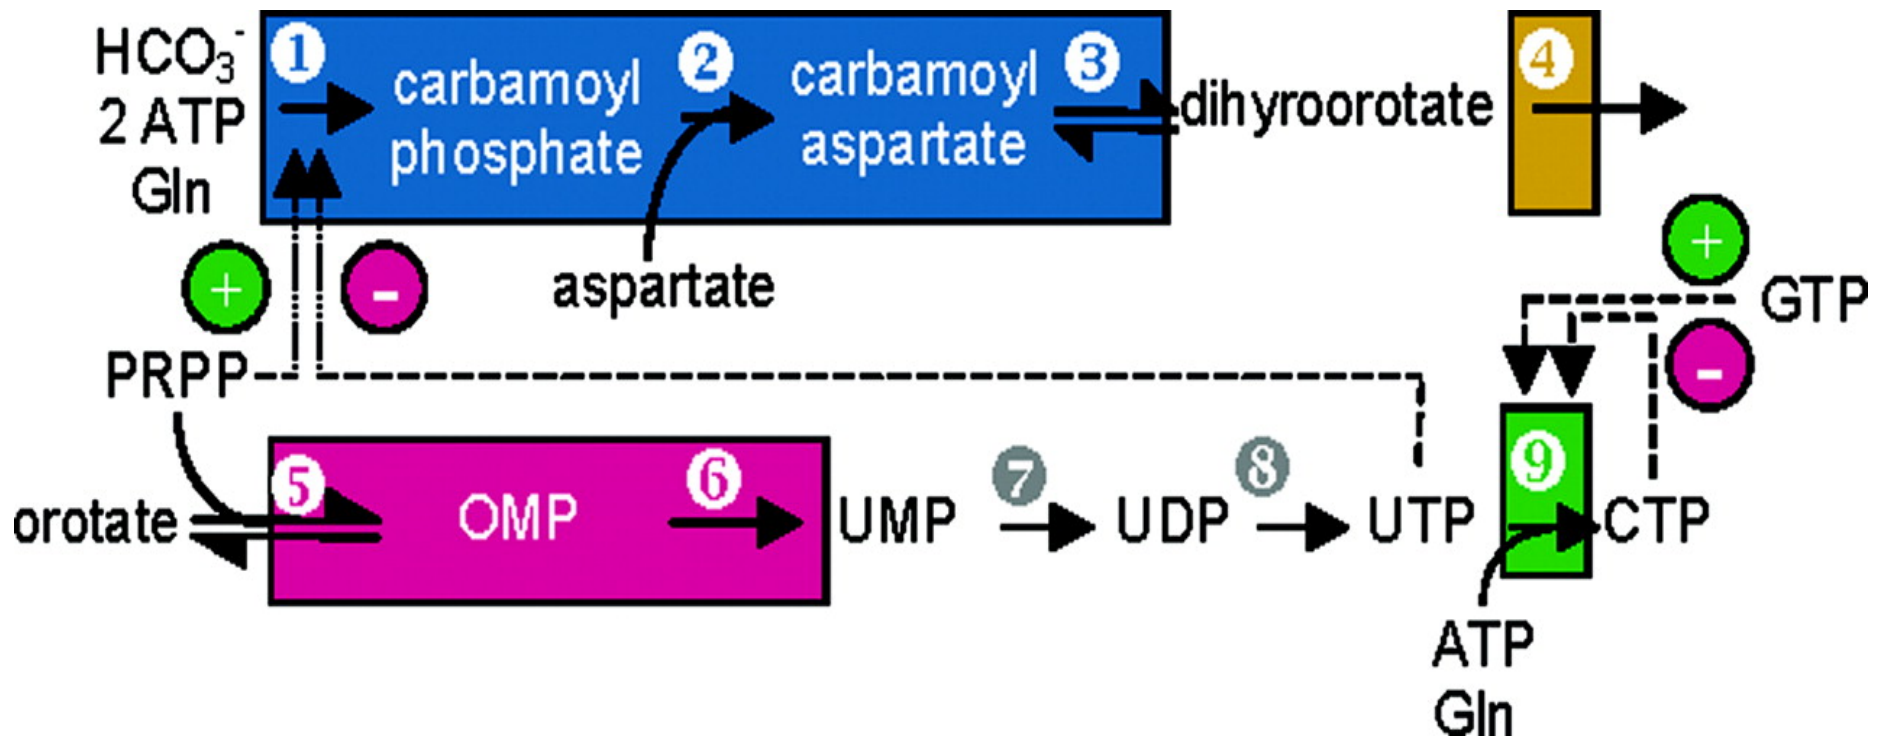 HCO₃⁻
2 ATP
Gln
1
carbamoyl
phosphate
2
carbamoyl
aspartate
3
dihyroorotate
4
+
-
aspartate
+
GTP
-
PRPP
orotate
5
OMP
6
UMP
7
UDP
8
UTP
9
CTP
ATP
Gln